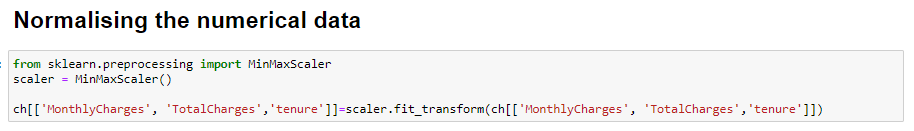 Normalising the numerical data
from sklearn.preprocessing import MinMaxScaler
scaler = MinMaxScaler()
ch[['MonthlyCharges', 'TotalCharges','tenure']]=scaler.fit_transform(ch[['MonthlyCharges', 'TotalCharges','tenure']])